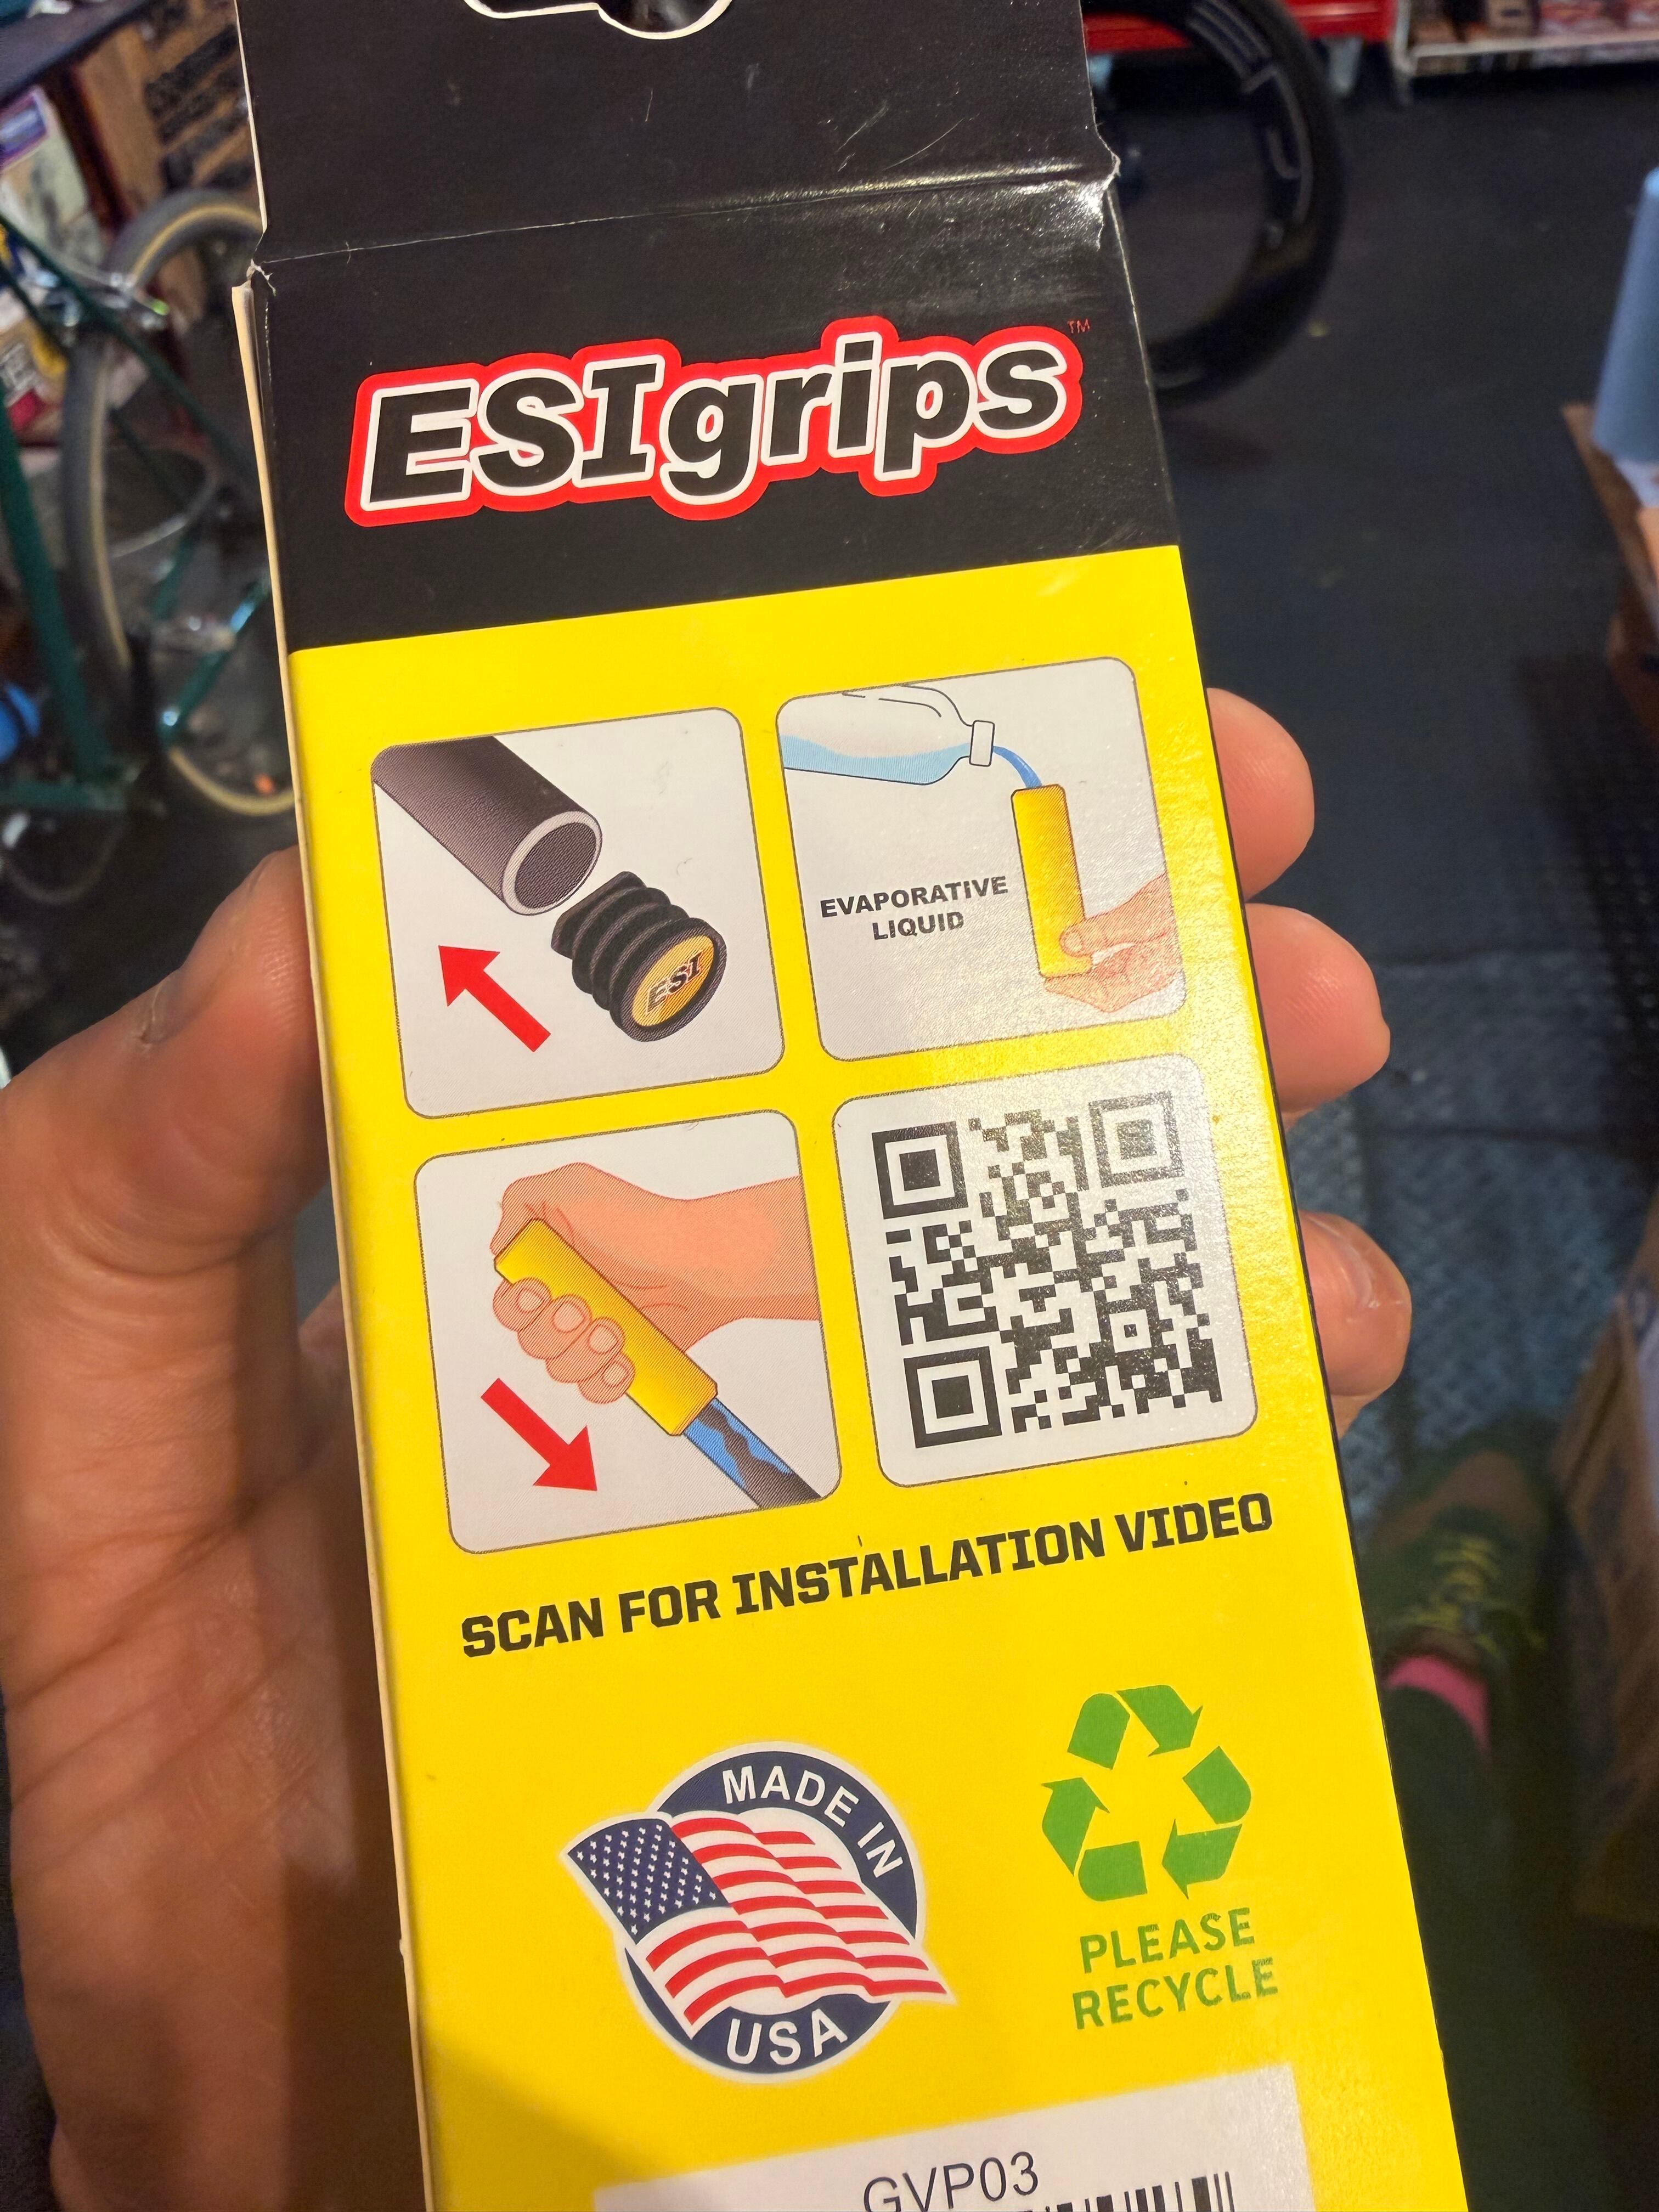 ESIgrips™
ESI
EVAPORATIVE
LIQUID
SCAN FOR INSTALLATION VIDEO
MADE IN
USA
PLEASE
RECYCLE
GVP03